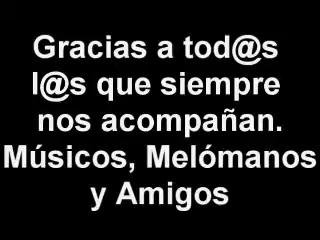 Gracias a tod@s
l@s que siempre
nos acompañan.
Músicos, Melómanos
y Amigos